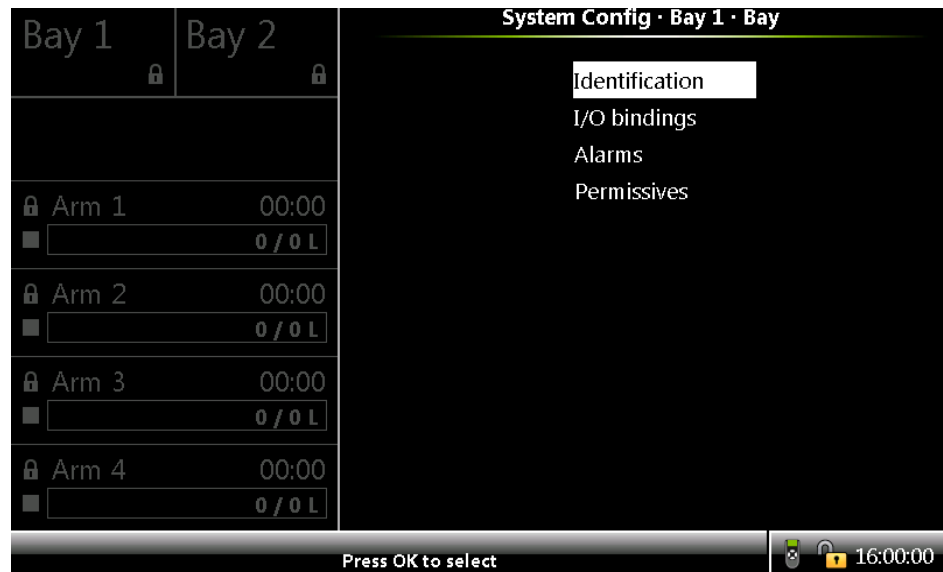 Bay 1
Bay 2
System Config · Bay 1 · Bay
Identification
I/O bindings
Alarms
Permissives
Arm 1 00:00
0 / 0 L
Arm 2 00:00
0 / 0 L
Arm 3 00:00
0 / 0 L
Arm 4 00:00
0 / 0 L
Press OK to select
16:00:00